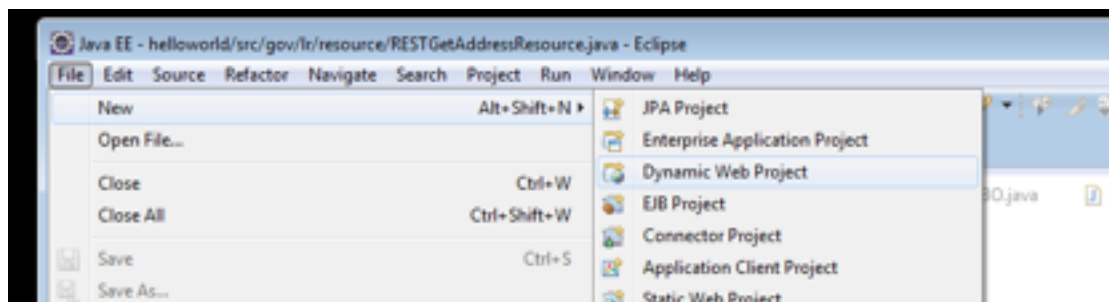 Java EE - helloworld/src/gov/lr/resource/RESTGetAddressResource.java - Eclipse
File Edit Source Refactor Navigate Search Project Run Window Help
New Alt+Shift+N
Open File...
Close Ctrl+W
Close All Ctrl+Shift+W
Save Ctrl+S
Save As...
JPA Project
Enterprise Application Project
Dynamic Web Project
EJB Project
Connector Project
Application Client Project
Static Web Project
BO.java